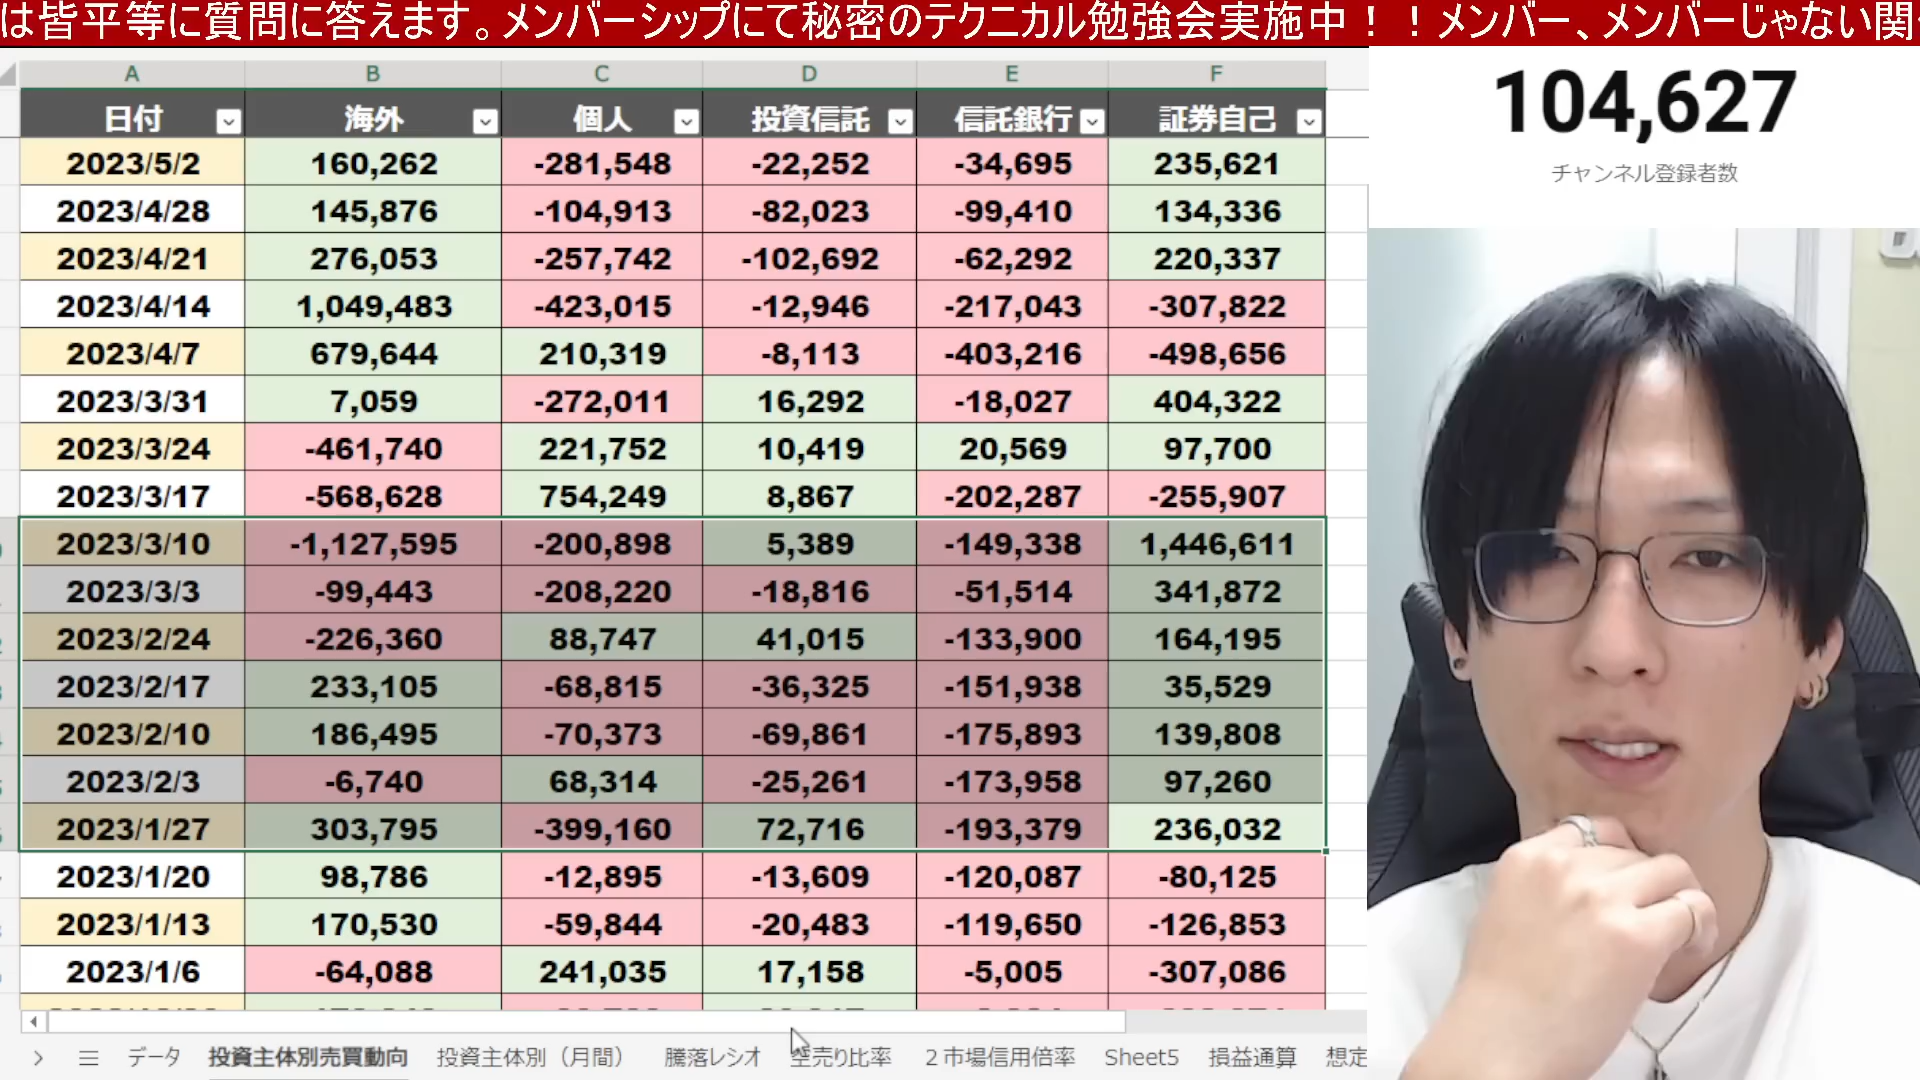 は皆平等に質問に答えます。メンバーシップにて秘密のテクニカル勉強会実施中！！メンバー、メンバーじゃない関
A B C D E F
日付 海外 個人 投資信託 信託銀行 証券自己
2023/5/2 160,262 -281,548 -22,252 -34,695 235,621
2023/4/28 145,876 -104,913 -82,023 -99,410 134,336
2023/4/21 276,053 -257,742 -102,692 -62,292 220,337
2023/4/14 1,049,483 -423,015 -12,946 -217,043 -307,822
2023/4/7 679,644 210,319 -8,113 -403,216 -498,656
2023/3/31 7,059 -272,011 16,292 -18,027 404,322
2023/3/24 -461,740 221,752 10,419 20,569 97,700
2023/3/17 -568,628 754,249 8,867 -202,287 -255,907
2023/3/10 -1,127,595 -200,898 5,389 -149,338 1,446,611
2023/3/3 -99,443 -208,220 -18,816 -51,514 341,872
2023/2/24 -226,360 88,747 41,015 -133,900 164,195
2023/2/17 233,105 -68,815 -36,325 -151,938 35,529
2023/2/10 186,495 -70,373 -69,861 -175,893 139,808
2023/2/3 -6,740 68,314 -25,261 -173,958 97,260
2023/1/27 303,795 -399,160 72,716 -193,379 236,032
2023/1/20 98,786 -12,895 -13,609 -120,087 -80,125
2023/1/13 170,530 -59,844 -20,483 -119,650 -126,853
2023/1/6 -64,088 241,035 17,158 -5,005 -307,086
データ 投資主体別売買動向 投資主体別（月間） 騰落レシオ 空売り比率 2市場信用倍率 Sheet5 損益通算 想定
104,627
チャンネル登録者数